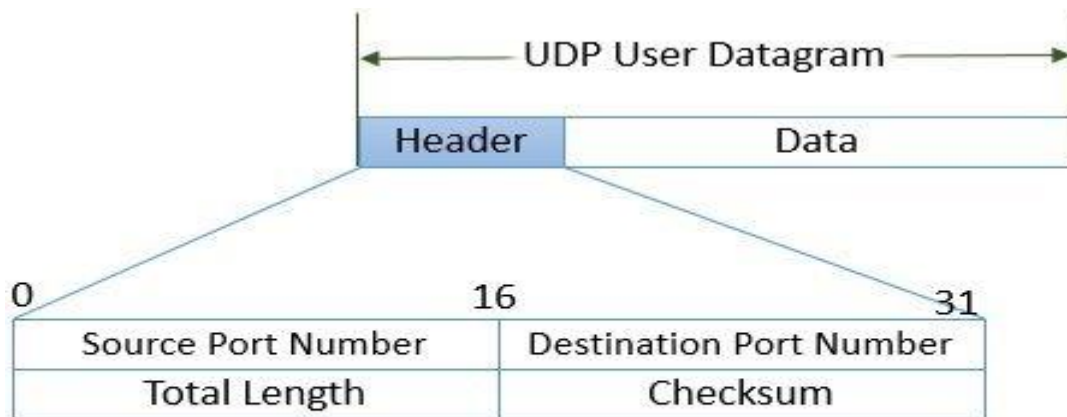 UDP User Datagram
Header Data
0 16 31
Source Port Number Destination Port Number
Total Length Checksum